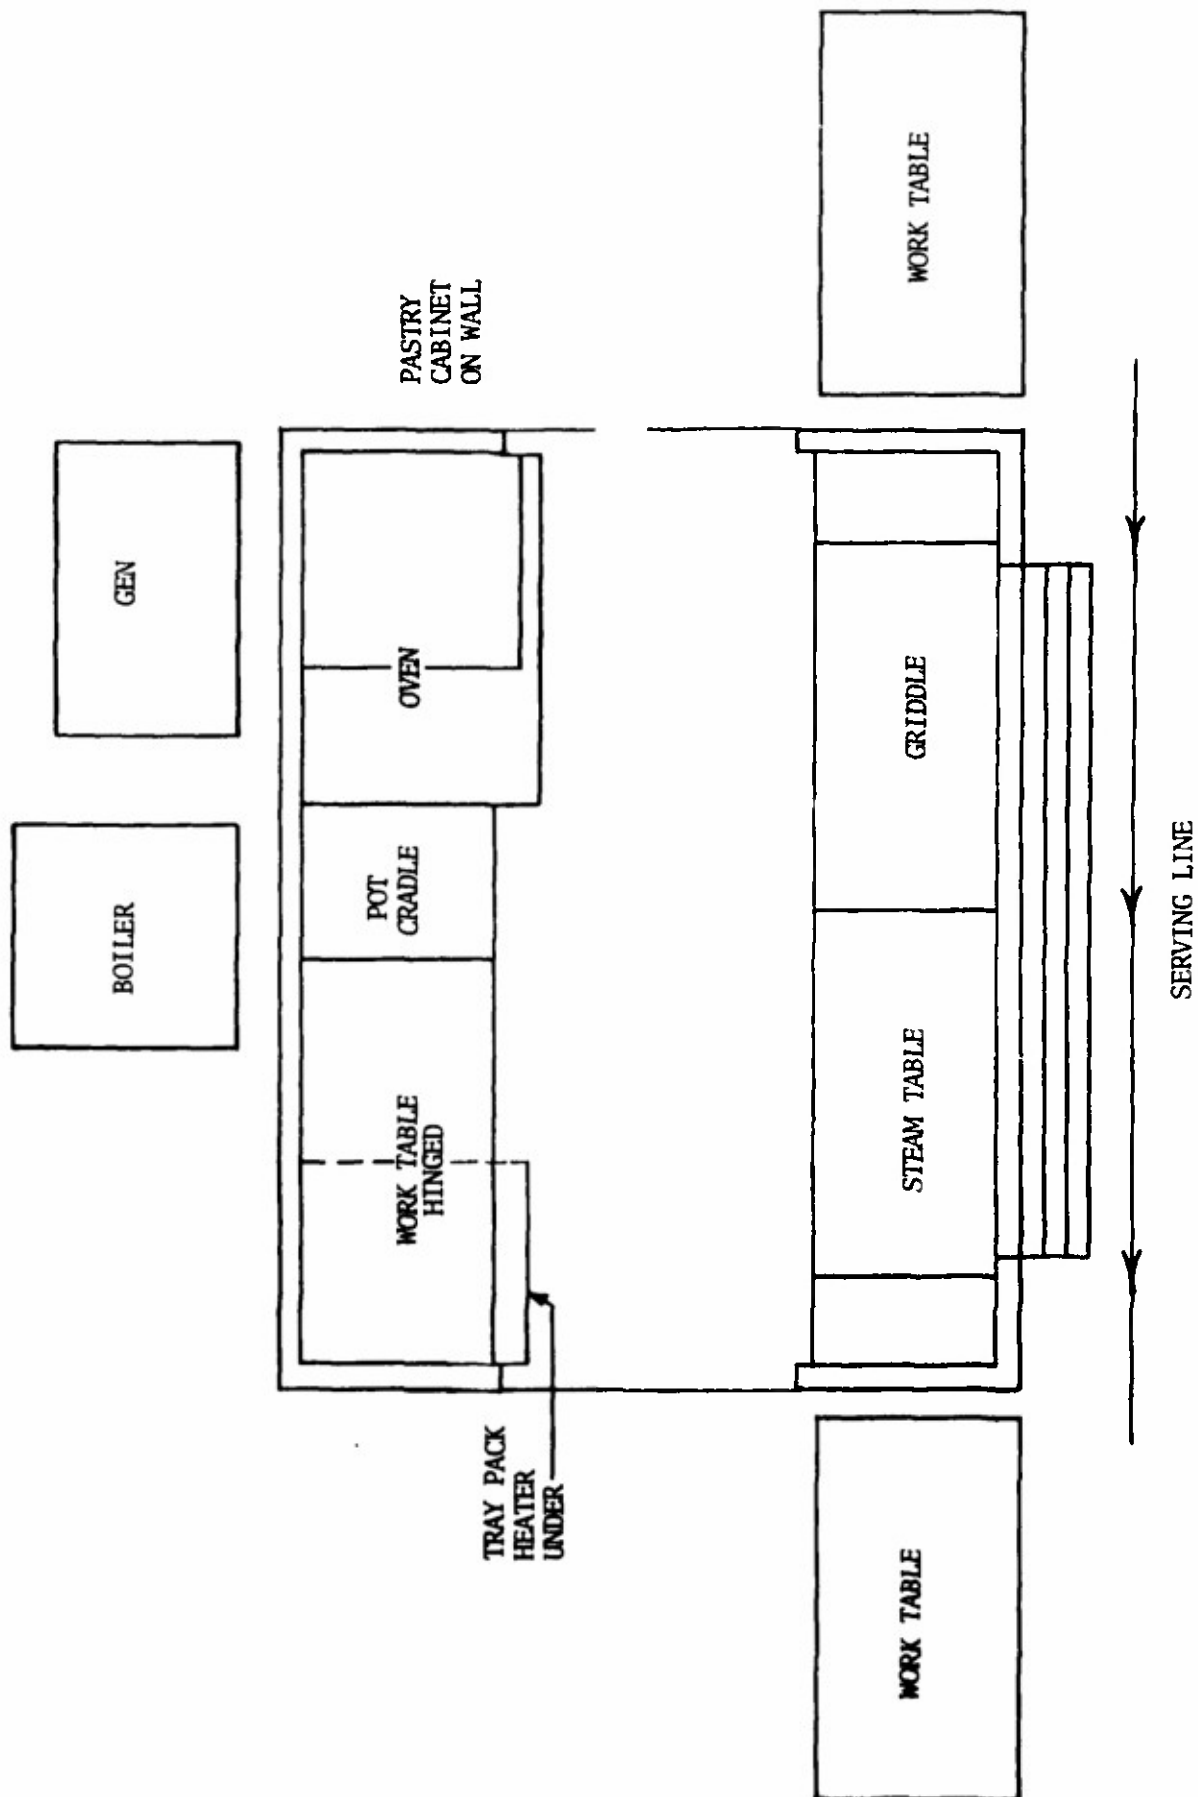 BOILER
GEN
TRAY PACK
HEATER
UNDER
WORK TABLE
HINGED
POT
CRADLE
OVEN
PASTRY
CABINET
ON WALL
WORK TABLE
STEAM TABLE
GRIDDLE
WORK TABLE
SERVING LINE